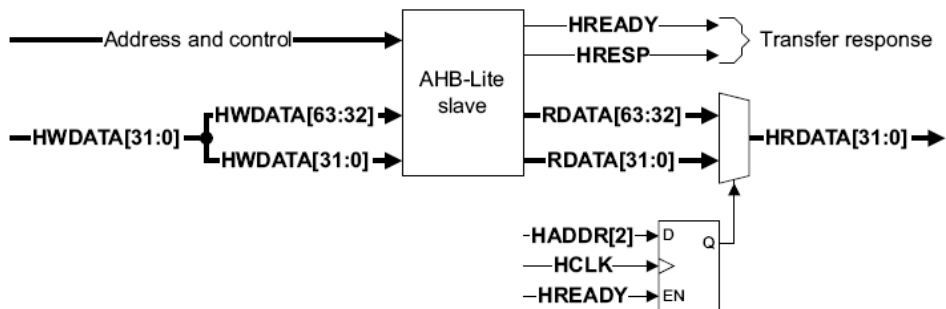 Address and control
HWDATA[31:0]
HWDATA[63:32]
HWDATA[31:0]
AHB-Lite
slave
HREADY
HRESP
Transfer response
RDATA[63:32]
RDATA[31:0]
HRDATA[31:0]
HADDR[2]
D
Q
HCLK
HREADY
EN